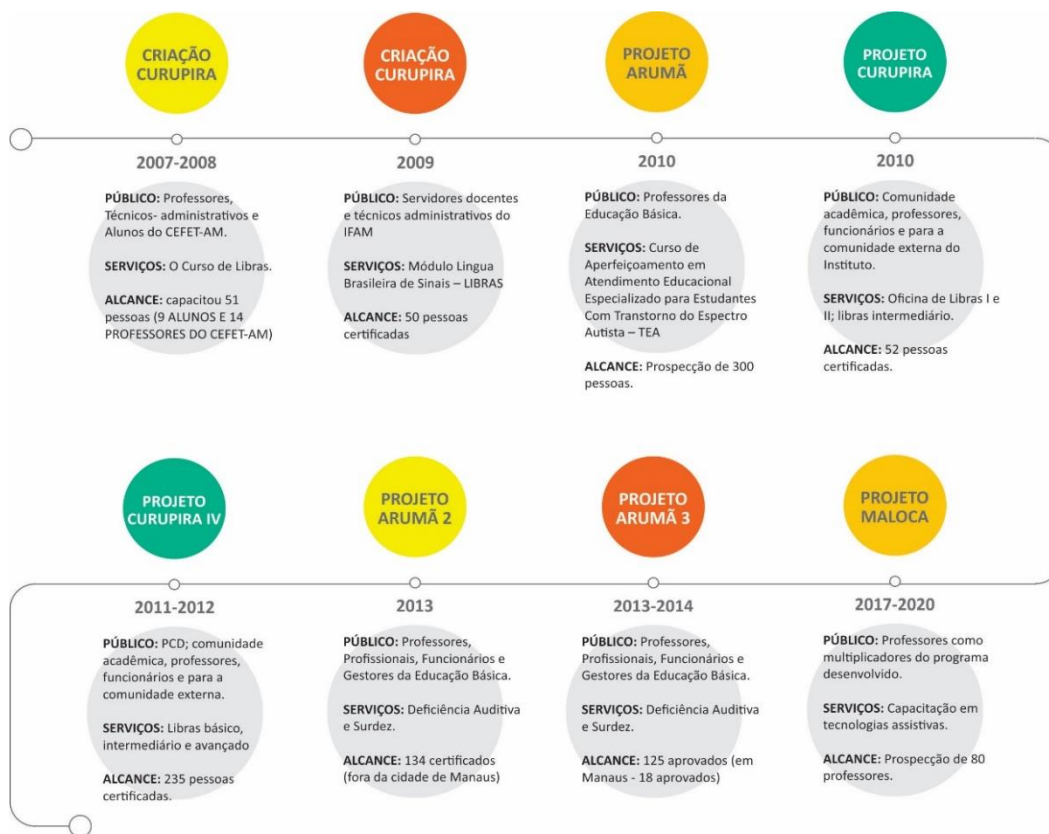 CRIAÇÃO
CURUPIRA
2007-2008
PÚBLICO: Professores,
Técnicos- administrativos e
Alunos do CEFET-AM.
SERVIÇOS: O Curso de Libras.
ALCANCE: capacitou 51
pessoas (9 ALUNOS E 14
PROFESSORES DO CEFET-AM)
CRIAÇÃO
CURUPIRA
2009
PÚBLICO: Servidores docentes
e técnicos administrativos do
IFAM
SERVIÇOS: Módulo Lingua
Brasileira de Sinais – LIBRAS
ALCANCE: 50 pessoas
certificadas
PROJETO
ARUMÃ
2010
PÚBLICO: Professores da
Educação Básica.
SERVIÇOS: Curso de
Aperfeiçoamento em
Atendimento Educacional
Especializado para Estudantes
Com Transtorno do Espectro
Autista – TEA
ALCANCE: Prospecção de 300
pessoas.
PROJETO
CURUPIRA
2010
PÚBLICO: Comunidade
acadêmica, professores,
funcionários e para a
comunidade externa do
Instituto.
SERVIÇOS: Oficina de Libras I e
II; libras intermediário.
ALCANCE: 52 pessoas
certificadas.
PROJETO
CURUPIRA IV
2011-2012
PÚBLICO: PCD; comunidade
acadêmica, professores,
funcionários e para a
comunidade externa.
SERVIÇOS: Libras básico,
intermediário e avançado
ALCANCE: 235 pessoas
certificadas.
PROJETO
ARUMÃ 2
2013
PÚBLICO: Professores,
Profissionais, Funcionários e
Gestores da Educação Básica.
SERVIÇOS: Deficiência Auditiva
e Surdez.
ALCANCE: 134 certificados
(fora da cidade de Manaus)
PROJETO
ARUMÃ 3
2013-2014
PÚBLICO: Professores,
Profissionais, Funcionários e
Gestores da Educação Básica.
SERVIÇOS: Deficiência Auditiva
e Surdez.
ALCANCE: 125 aprovados (em
Manaus - 18 aprovados)
PROJETO
MALOCA
2017-2020
PÚBLICO: Professores como
multiplicadores do programa
desenvolvido.
SERVIÇOS: Capacitação em
tecnologias assistivas.
ALCANCE: Prospecção de 80
professores.